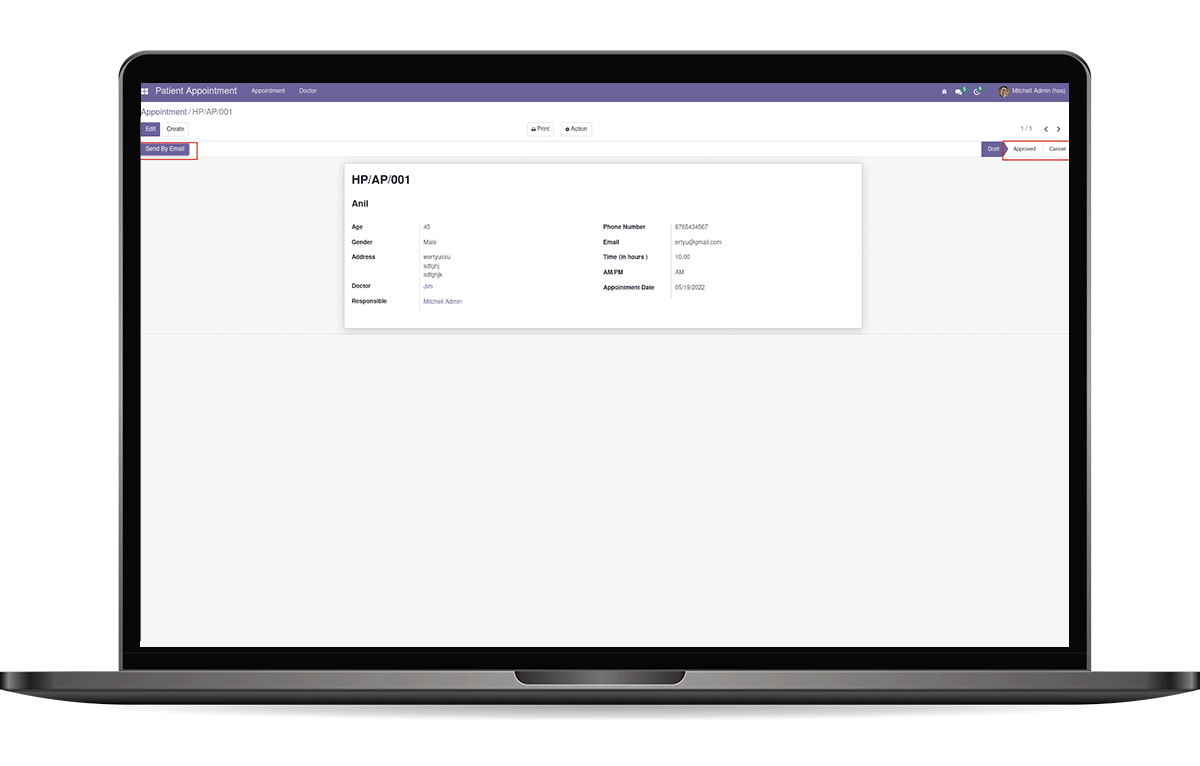 Patient Appointment Appointment Doctor Mitchell Admin (hos)
Appointment / HP/AP/001
Edit Create Print Action 1 / 1
Send By Email Draft Approved Cancel
HP/AP/001
Anil
Age 45 Phone Number 8765434567
Gender Male Email ertyu@gmail.com
Address wertyuioiu Time (in hours ) 10.00
sdfghj
sdfghjk AM/PM AM
Doctor Jim Appointment Date 05/19/2022
Responsible Mitchell Admin